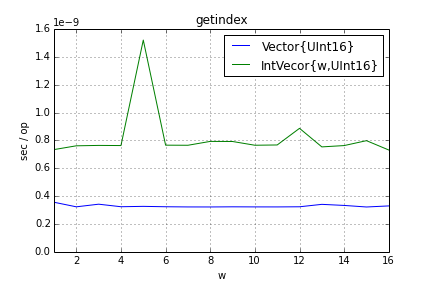 getindex
1e−9
1.6
1.4
1.2
1.0
0.8
0.6
0.4
0.2
0.0
sec / op
Vector{UInt16}
IntVecor{w,UInt16}
2 4 6 8 10 12 14 16
w